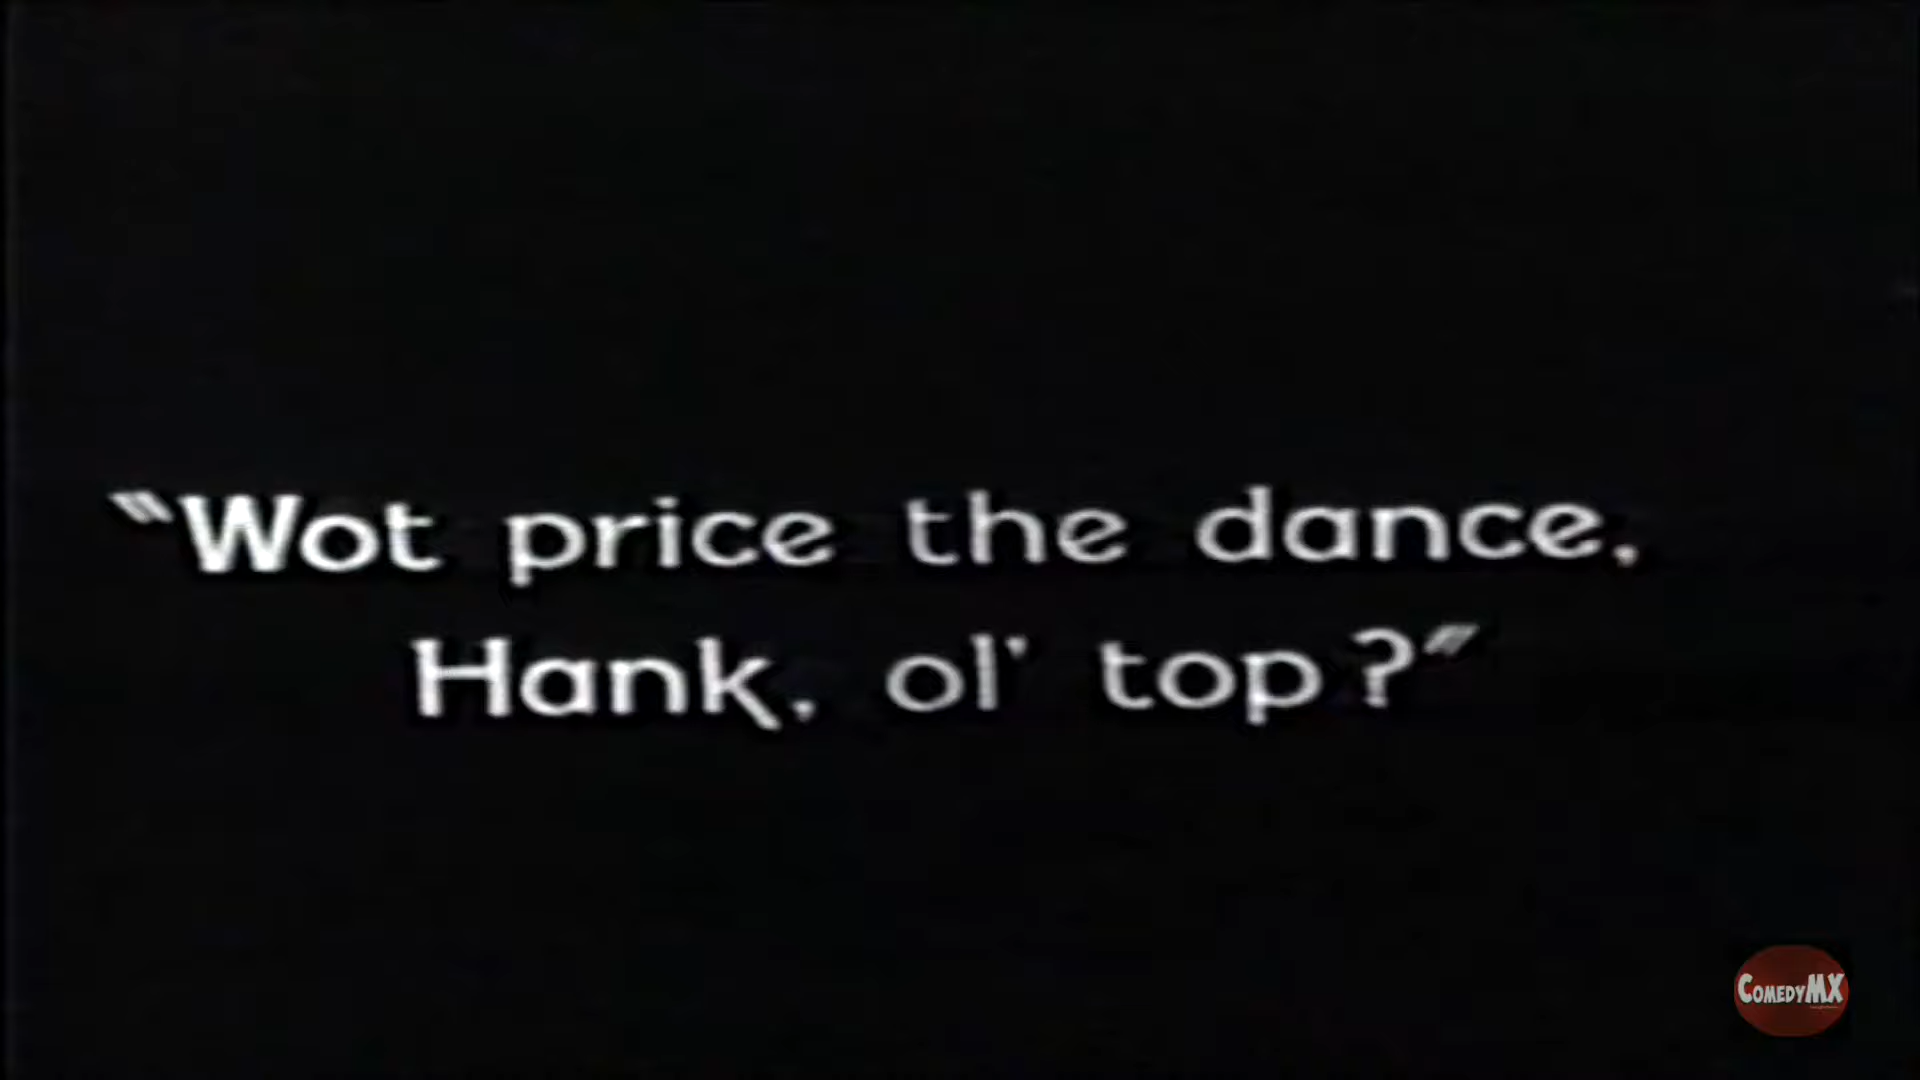 "Wot price the dance,
Hank, ol' top?"
COMEDYMX